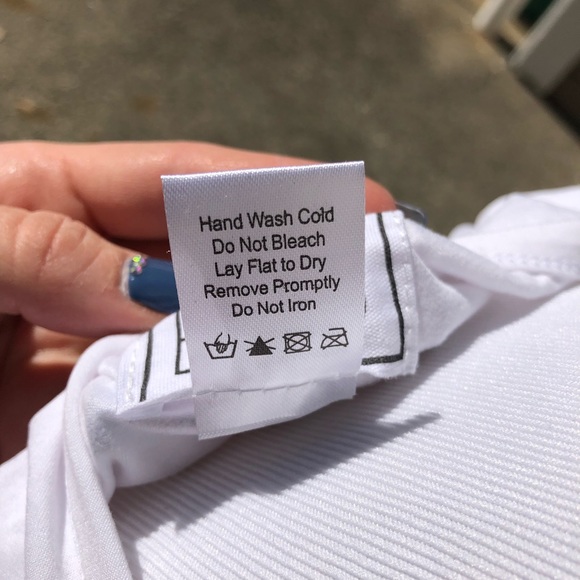 Hand Wash Cold
Do Not Bleach
Lay Flat to Dry
Remove Promptly
Do Not Iron